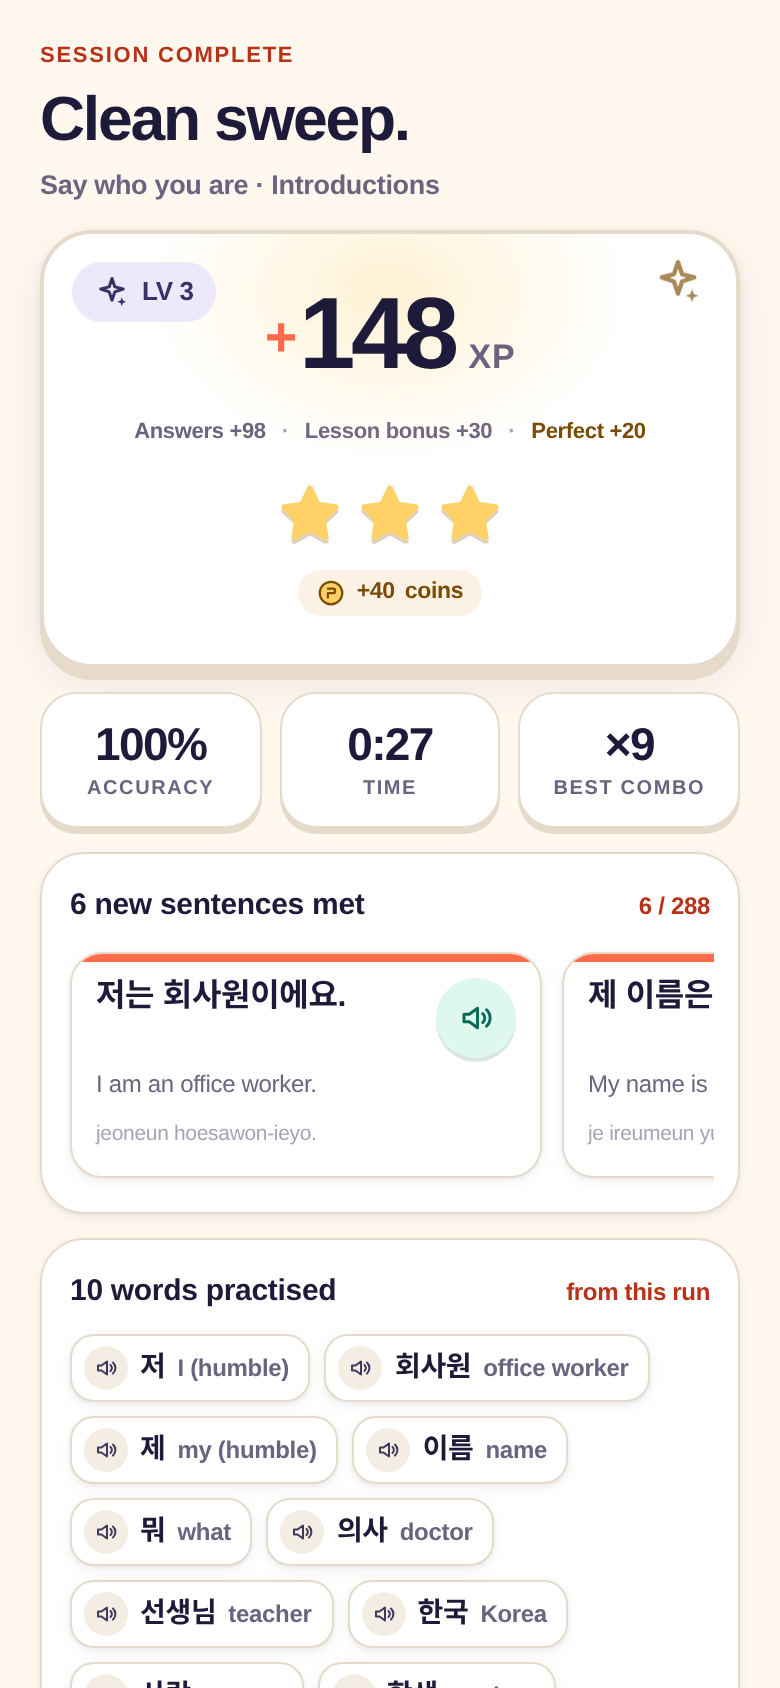 SESSION COMPLETE
Clean sweep.
Say who you are · Introductions
LV 3
+148 XP
Answers +98 · Lesson bonus +30 · Perfect +20
+40 coins
100%
ACCURACY
0:27
TIME
×9
BEST COMBO
6 new sentences met
6 / 288
저는 회사원이에요.
I am an office worker.
jeoneun hoesawon-ieyo.
제 이름은
My name is
je ireumeun
10 words practised
from this run
저 I (humble)
회사원 office worker
제 my (humble)
이름 name
뭐 what
의사 doctor
선생님 teacher
한국 Korea